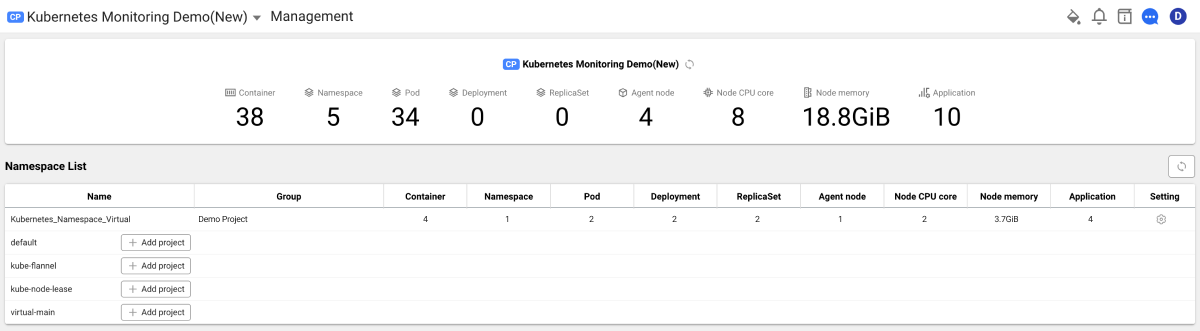 CP Kubernetes Monitoring Demo(New) Management D
CP Kubernetes Monitoring Demo(New)
Container Namespace Pod Deployment ReplicaSet Agent node Node CPU core Node memory Application
38 5 34 0 0 4 8 18.8GiB 10
Namespace List
Name Group Container Namespace Pod Deployment ReplicaSet Agent node Node CPU core Node memory Application Setting
Kubernetes_Namespace_Virtual Demo Project 4 1 2 2 2 1 2 3.7GiB 4
default + Add project
kube-flannel + Add project
kube-node-lease + Add project
virtual-main + Add project